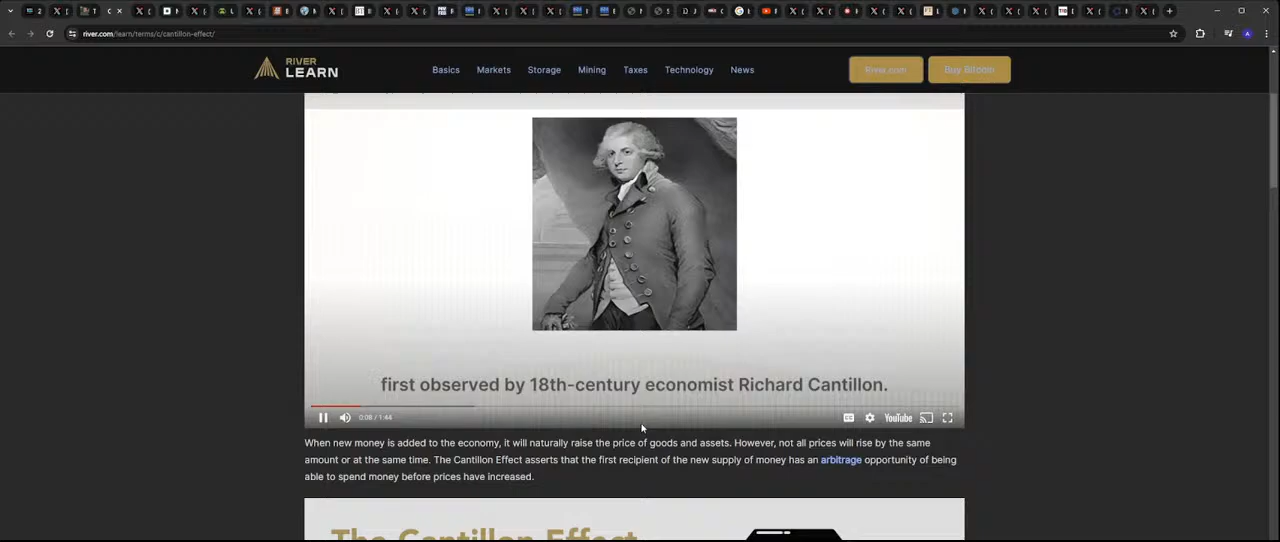 river.com/learn/terms/c/cantillon-effect/
RIVER
LEARN
Basics Markets Storage Mining Taxes Technology News River.com Buy Bitcoin
first observed by 18th-century economist Richard Cantillon.
0:08 / 1:44 CC YouTube
When new money is added to the economy, it will naturally raise the price of goods and assets. However, not all prices will rise by the same
amount or at the same time. The Cantillon Effect asserts that the first recipient of the new supply of money has an arbitrage opportunity of being
able to spend money before prices have increased.
The Cantillon Effect